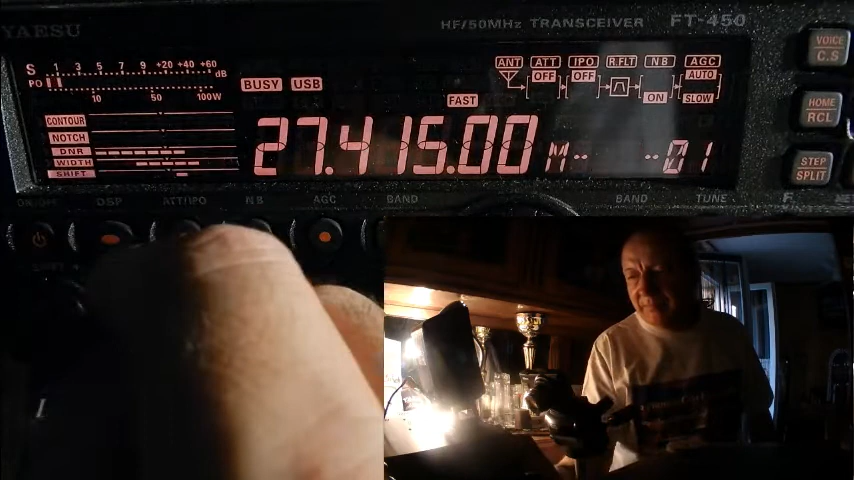 YAESU
HF/50MHz TRANSCEIVER FT-450
S 1 3 5 7 9 +20 +40 +60 dB
PO
10 50 100W
BUSY USB
FAST
ANT ATT IPO R.FLT NB AGC
OFF OFF AUTO
ON SLOW
CONTOUR
NOTCH
DNR
WIDTH
SHIFT
27.415.00 M- --01
VOICE
C.S
HOME
RCL
STEP
SPLIT
ON/OFF DSP ATT/IPO NB AGC BAND BAND TUNE